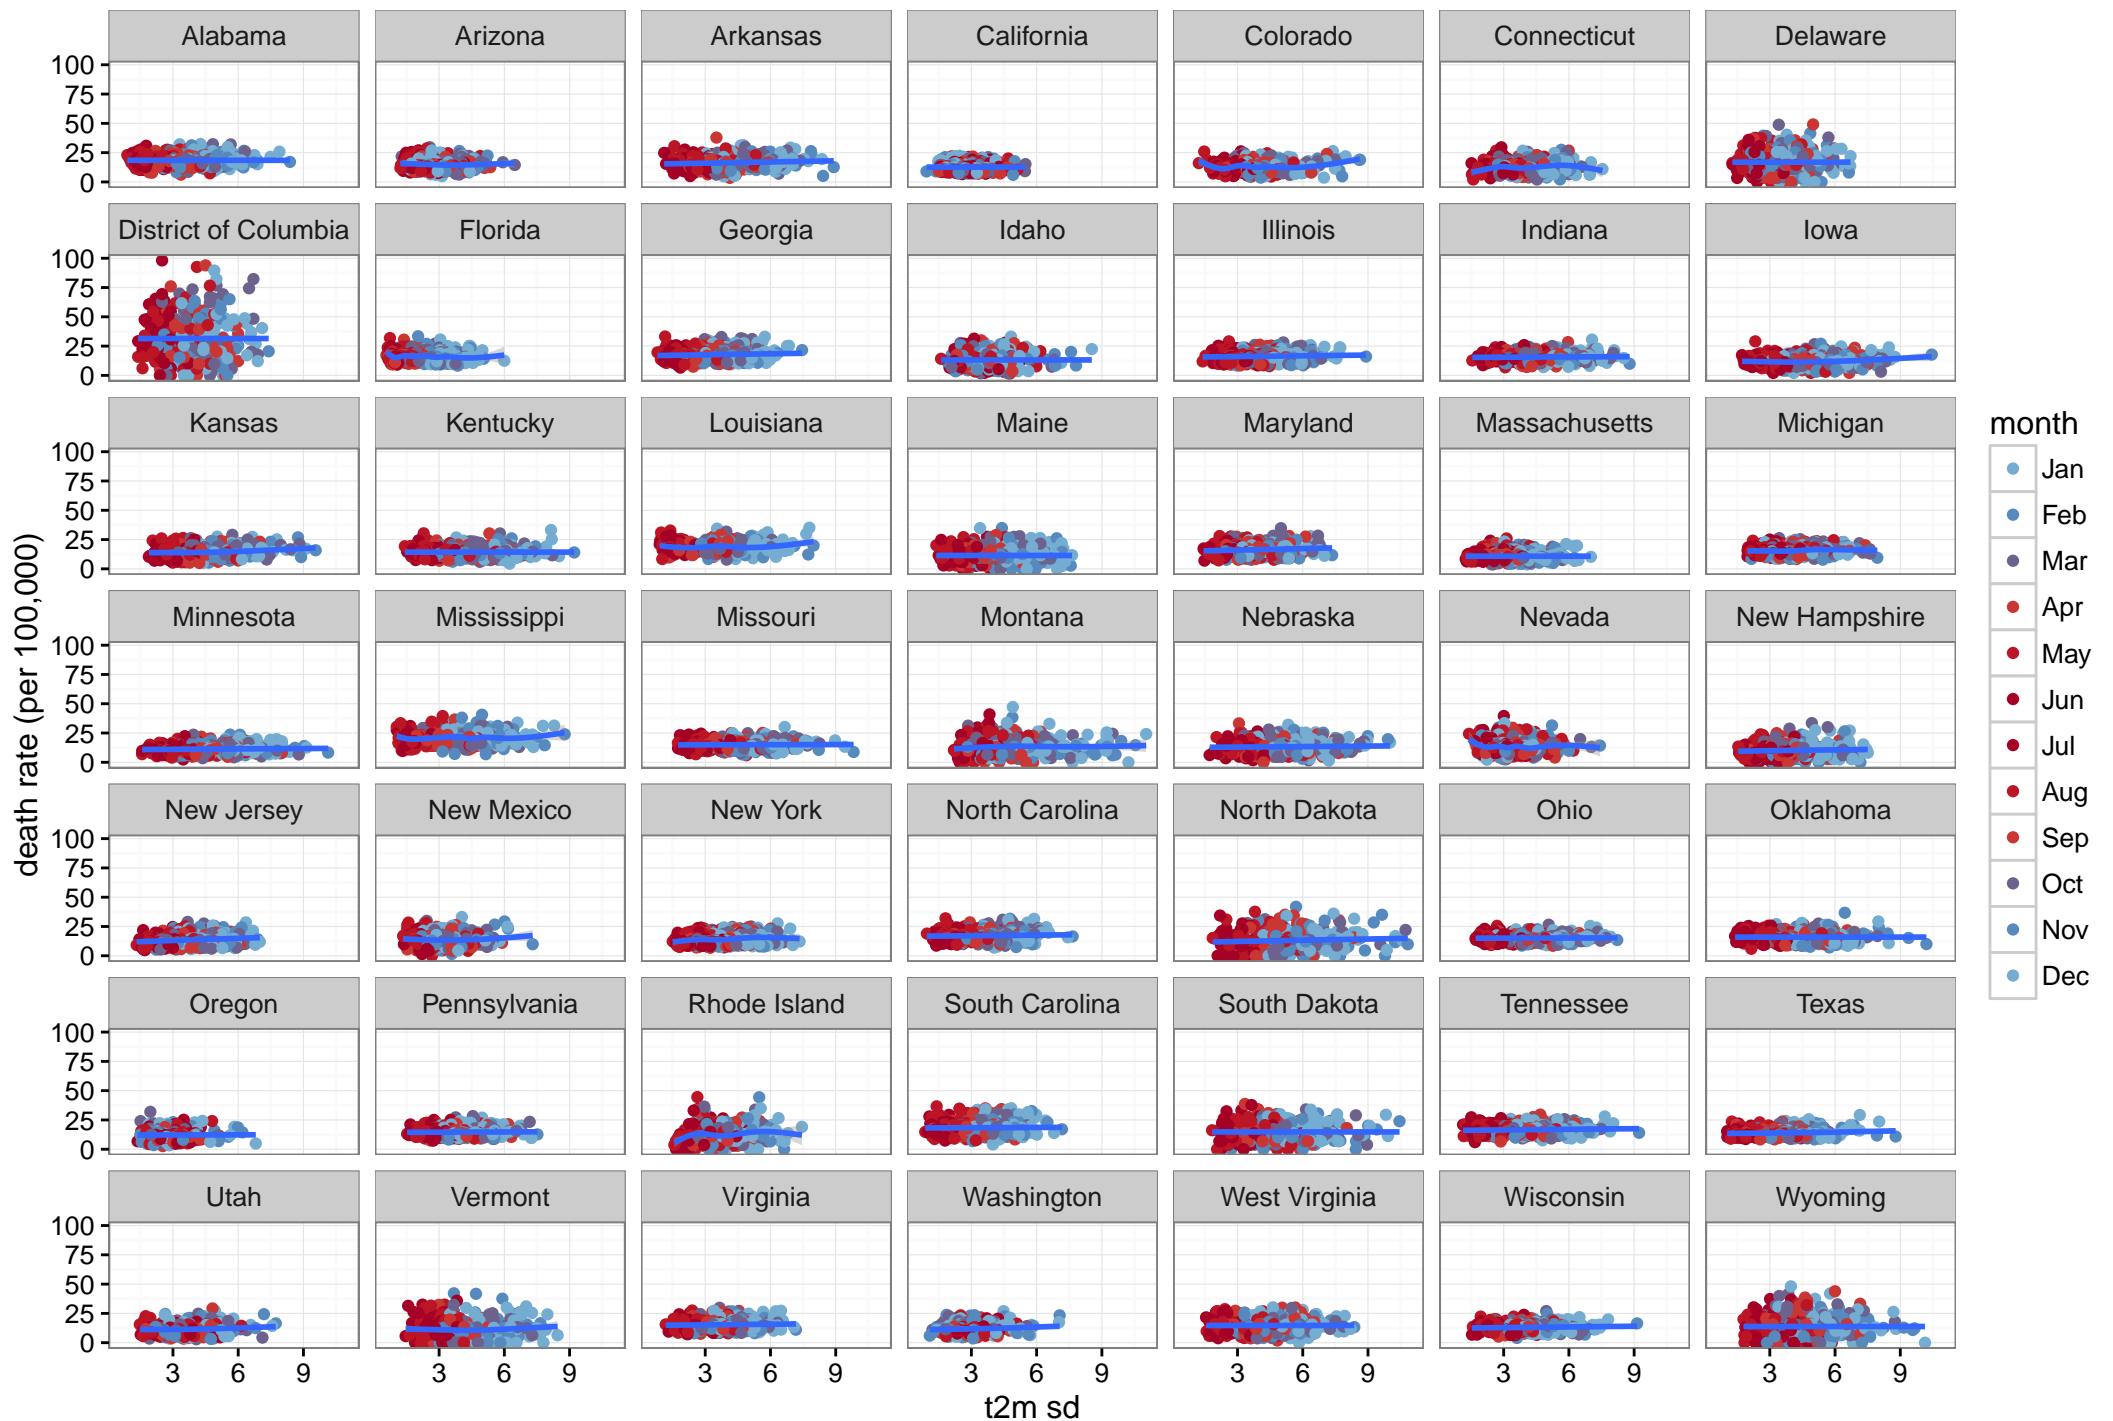 Alabama Arizona Arkansas California Colorado Connecticut Delaware
100
75
50
25
0
District of Columbia Florida Georgia Idaho Illinois Indiana Iowa
100
75
50
25
0
Kansas Kentucky Louisiana Maine Maryland Massachusetts Michigan
100
75
50
25
0
Minnesota Mississippi Missouri Montana Nebraska Nevada New Hampshire
100
75
50
25
0
New Jersey New Mexico New York North Carolina North Dakota Ohio Oklahoma
100
75
50
25
0
Oregon Pennsylvania Rhode Island South Carolina South Dakota Tennessee Texas
100
75
50
25
0
Utah Vermont Virginia Washington West Virginia Wisconsin Wyoming
100
75
50
25
0
3 6 9 3 6 9 3 6 9 3 6 9 3 6 9 3 6 9 3 6 9
t2m sd
death rate (per 100,000)
month
Jan
Feb
Mar
Apr
May
Jun
Jul
Aug
Sep
Oct
Nov
Dec